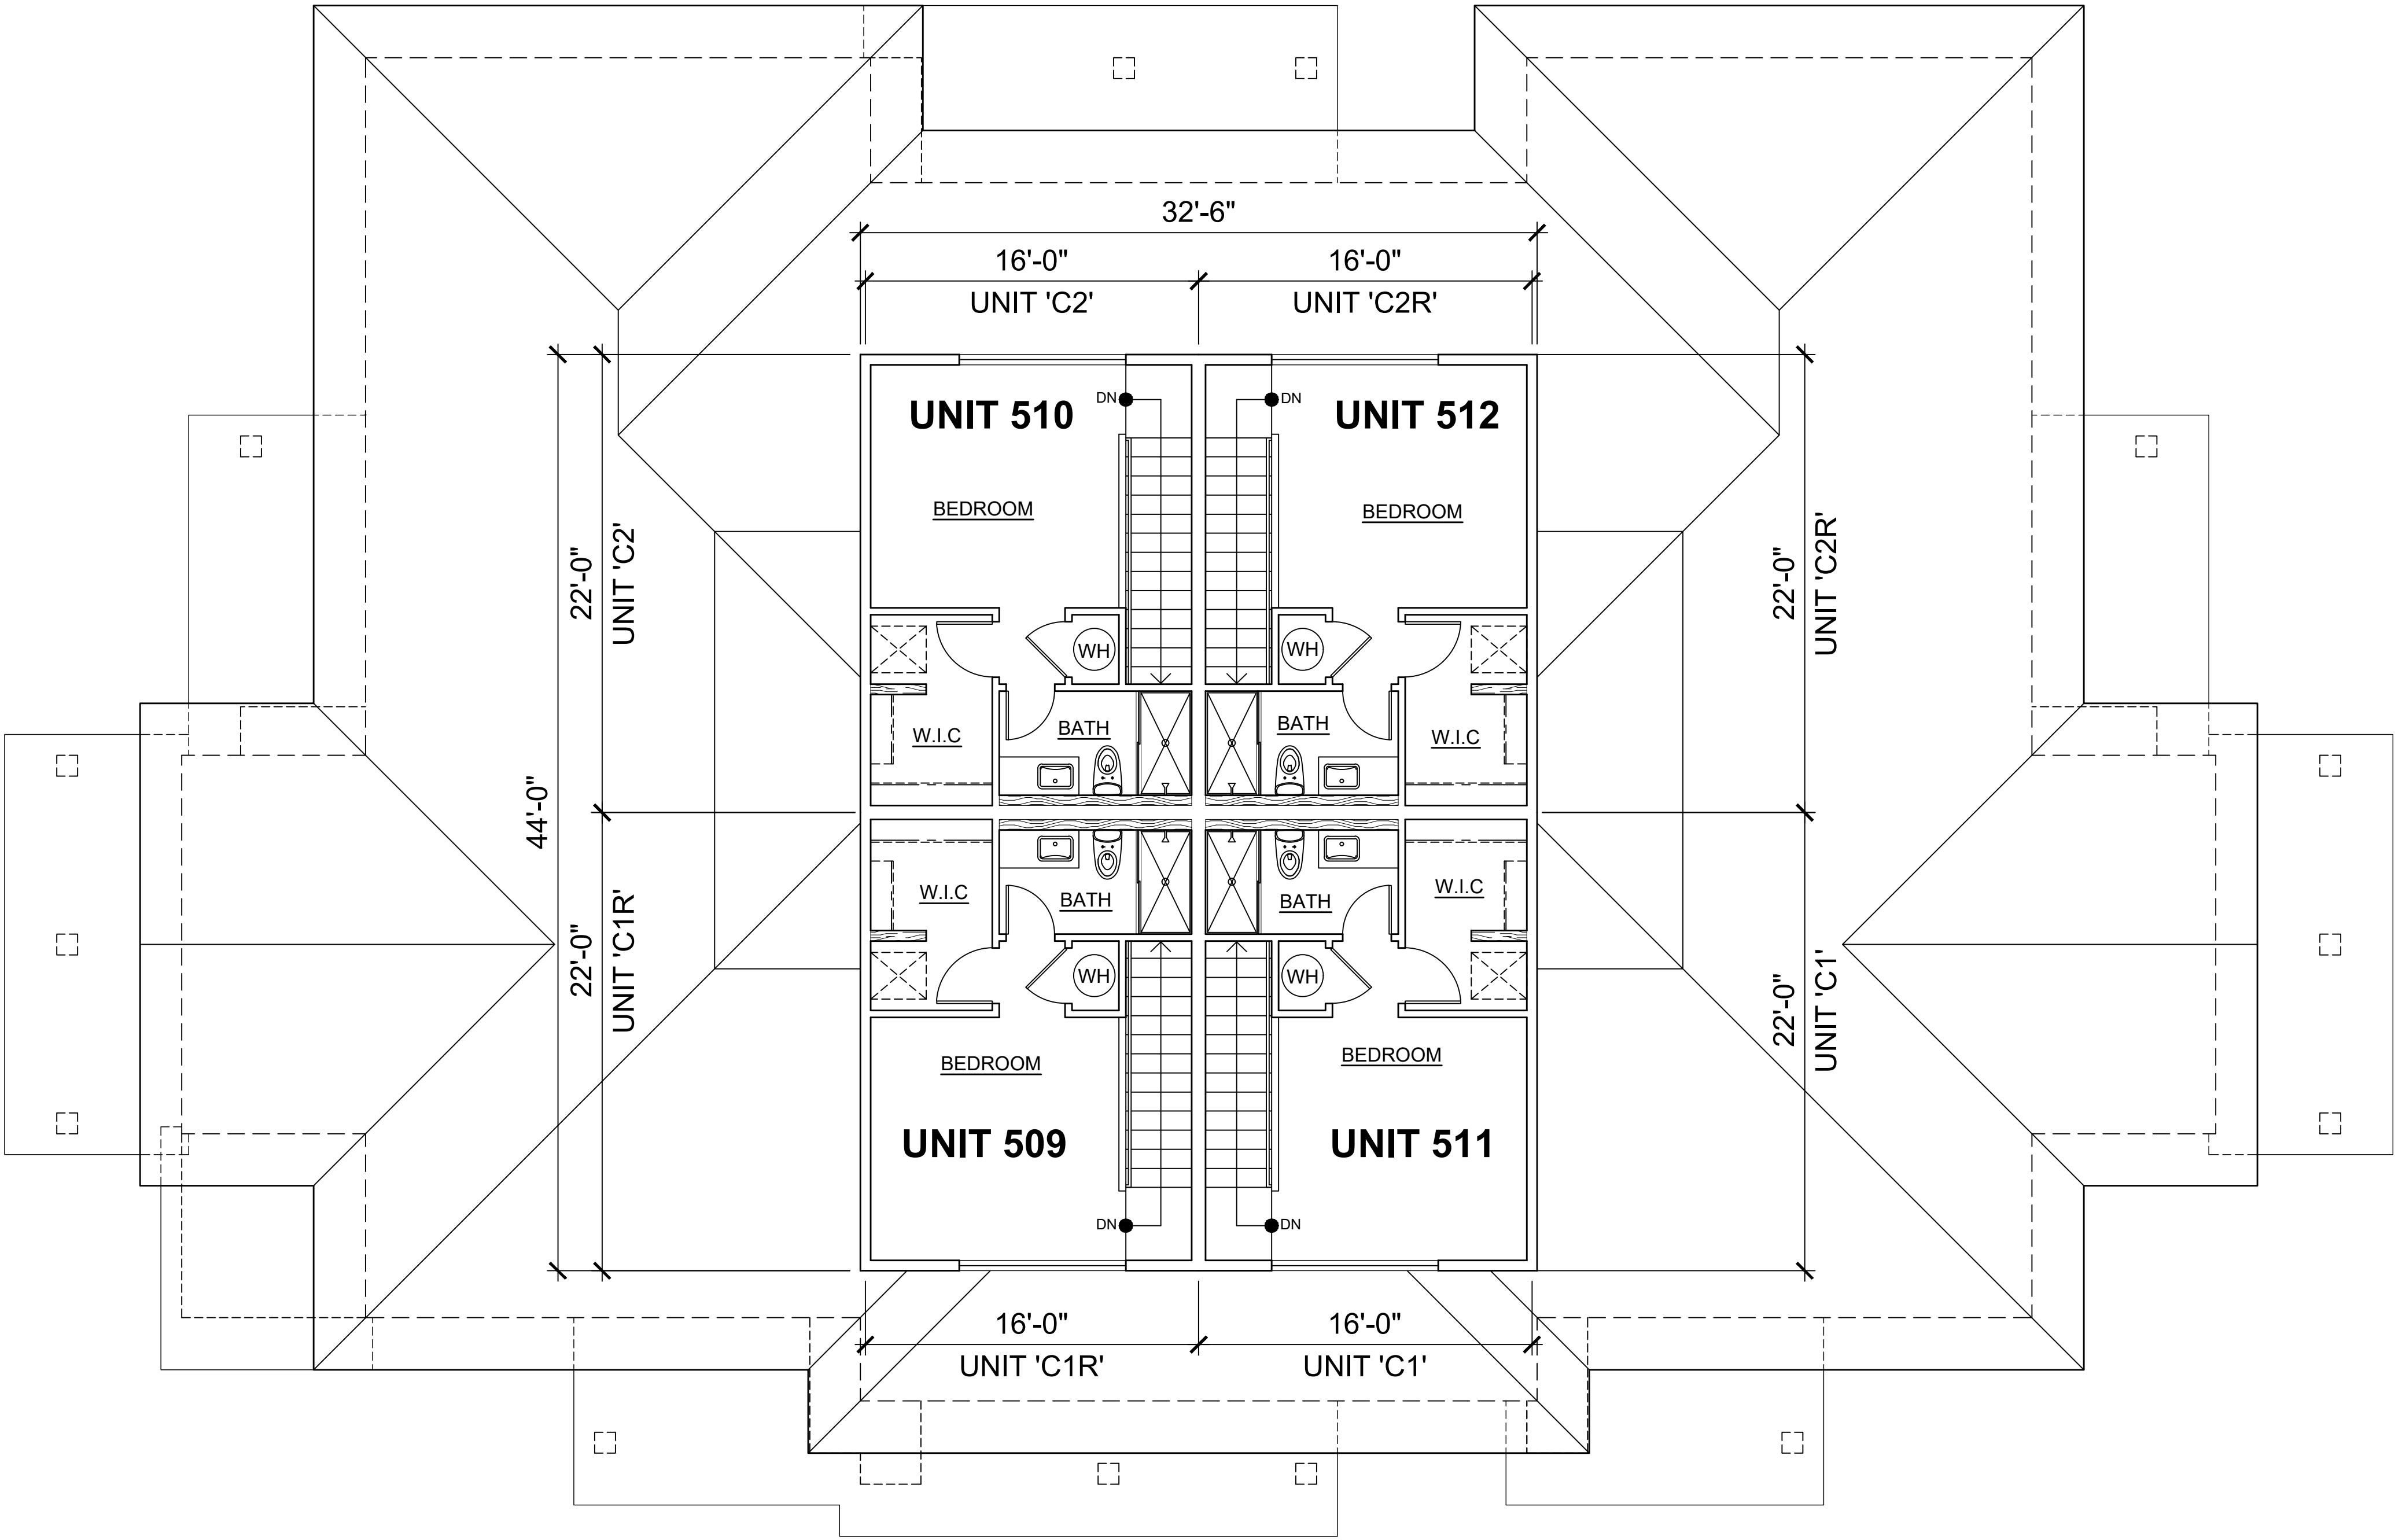 32'-6"
16'-0"
16'-0"
UNIT 'C2'
UNIT 'C2R'
DN
DN
UNIT 510
UNIT 512
BEDROOM
BEDROOM
22'-0"
UNIT 'C2'
22'-0"
UNIT 'C2R'
WH
WH
BATH
BATH
W.I.C
W.I.C
44'-0"
W.I.C
W.I.C
BATH
BATH
22'-0"
UNIT 'C1R'
22'-0"
UNIT 'C1'
WH
WH
BEDROOM
BEDROOM
UNIT 509
UNIT 511
DN
DN
16'-0"
16'-0"
UNIT 'C1R'
UNIT 'C1'